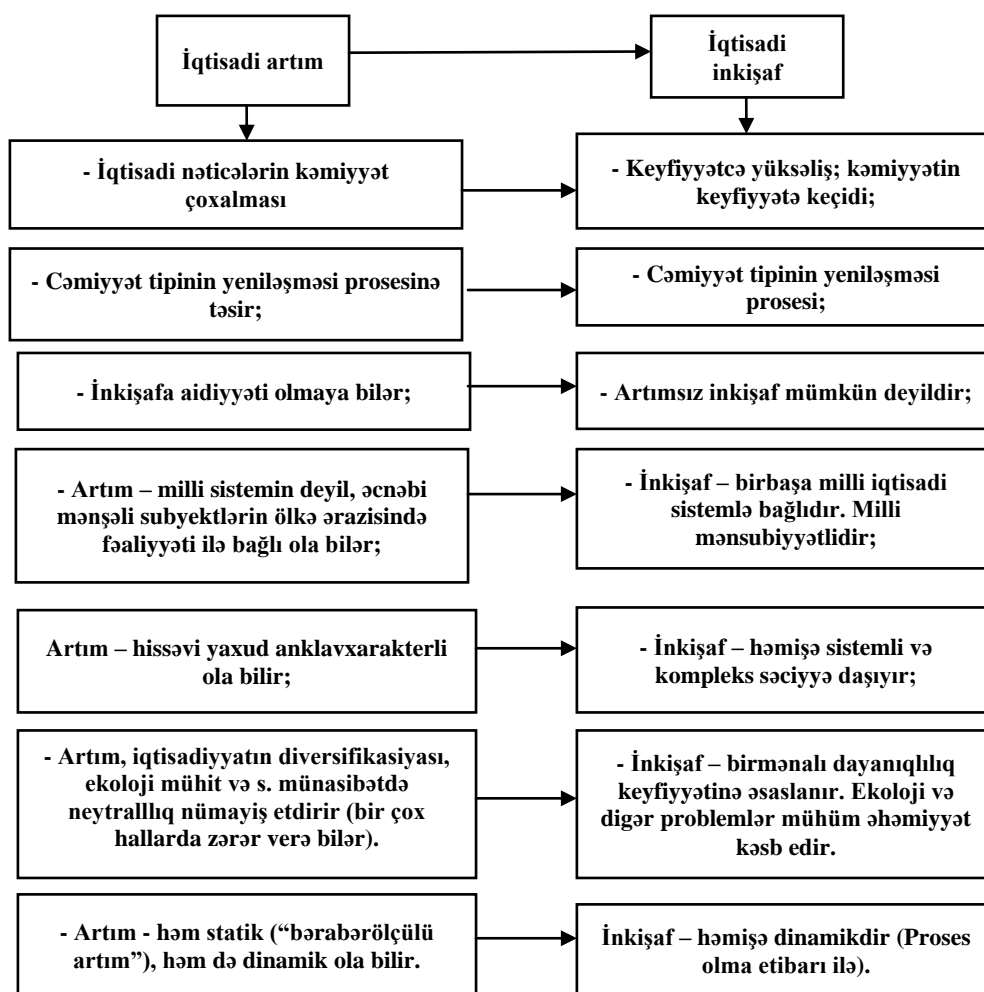 İqtisadi artım
İqtisadi
inkişaf
- İqtisadi nəticələrin kəmiyyət
çoxalması
- Keyfiyyətcə yüksəliş; kəmiyyətin
keyfiyyətə keçidi;
- Cəmiyyət tipinin yeniləşməsi prosesinə
təsir;
- Cəmiyyət tipinin yeniləşməsi
prosesi;
- İnkişafa aidiyyəti olmaya bilər;
- Artımsız inkişaf mümkün deyildir;
- Artım – milli sistemin deyil, əcnəbi
mənşəli subyektlərin ölkə ərazisində
fəaliyyəti ilə bağlı ola bilər;
- İnkişaf – birbaşa milli iqtisadi
sistemlə bağlıdır. Milli
mənsubiyyətlidir;
Artım – hissəvi yaxud anklavxarakterli
ola bilir;
- İnkişaf – həmişə sistemli və
kompleks səciyyə daşıyır;
- Artım, iqtisadiyyatın diversifikasiyası,
ekoloji mühit və s. münasibətdə
neytralllıq nümayiş etdirir (bir çox
hallarda zərər verə bilər).
- İnkişaf – birmənalı dayanıqlılıq
keyfiyyətinə əsaslanır. Ekoloji və
digər problemlər mühüm əhəmiyyət
kəsb edir.
- Artım - həm statik (“bərabərölçülü
artım”), həm də dinamik ola bilir.
İnkişaf – həmişə dinamikdir (Proses
olma etibarı ilə).